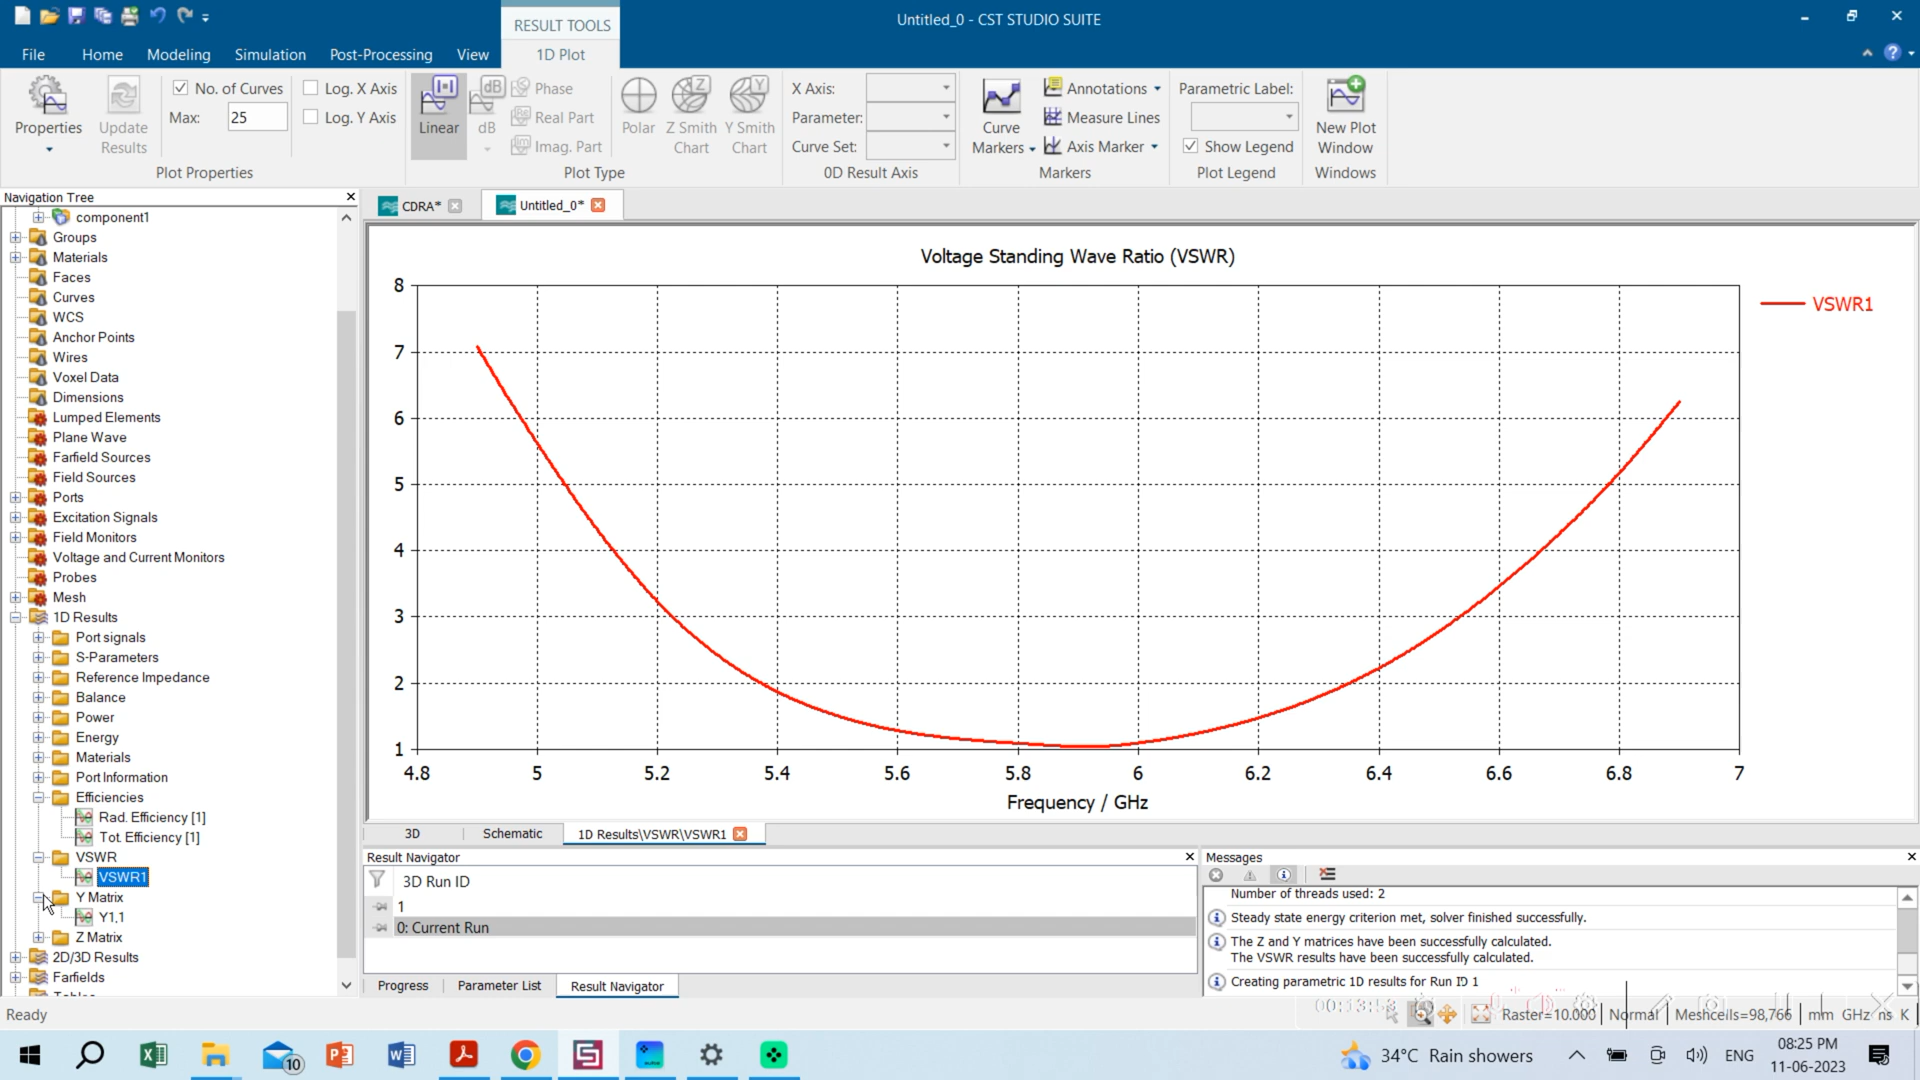 RESULT TOOLS
Untitled_0 - CST STUDIO SUITE
File Home Modeling Simulation Post-Processing View 1D Plot
Properties
Update Results
No. of Curves
Max: 25
Log. X Axis
Log. Y Axis
Plot Properties
Linear
dB
Phase
Real Part
Imag. Part
Polar
Z Smith Chart
Y Smith Chart
Plot Type
X Axis:
Parameter:
Curve Set:
0D Result Axis
Curve Markers
Annotations
Measure Lines
Axis Marker
Markers
Parametric Label:
Show Legend
Plot Legend
New Plot Window
Windows
Navigation Tree
component1
Groups
Materials
Faces
Curves
WCS
Anchor Points
Wires
Voxel Data
Dimensions
Lumped Elements
Plane Wave
Farfield Sources
Field Sources
Ports
Excitation Signals
Field Monitors
Voltage and Current Monitors
Probes
Mesh
1D Results
Port signals
S-Parameters
Reference Impedance
Balance
Power
Energy
Materials
Port Information
Efficiencies
Rad. Efficiency [1]
Tot. Efficiency [1]
VSWR
VSWR1
Y Matrix
Y1,1
Z Matrix
2D/3D Results
Farfields
CDRA*
Untitled_0*
Voltage Standing Wave Ratio (VSWR)
VSWR1
8
7
6
5
4
3
2
1
4.8 5 5.2 5.4 5.6 5.8 6 6.2 6.4 6.6 6.8 7
Frequency / GHz
3D Schematic 1D Results\VSWR\VSWR1
Result Navigator
3D Run ID
1
0: Current Run
Progress Parameter List Result Navigator
Messages
Number of threads used: 2
Steady state energy criterion met, solver finished successfully.
The Z and Y matrices have been successfully calculated.
The VSWR results have been successfully calculated.
Creating parametric 1D results for Run ID 1
Ready
Raster=10.000 Normal Meshcells=98,766 mm GHz ns K
10
34°C Rain showers
ENG
08:25 PM
11-06-2023